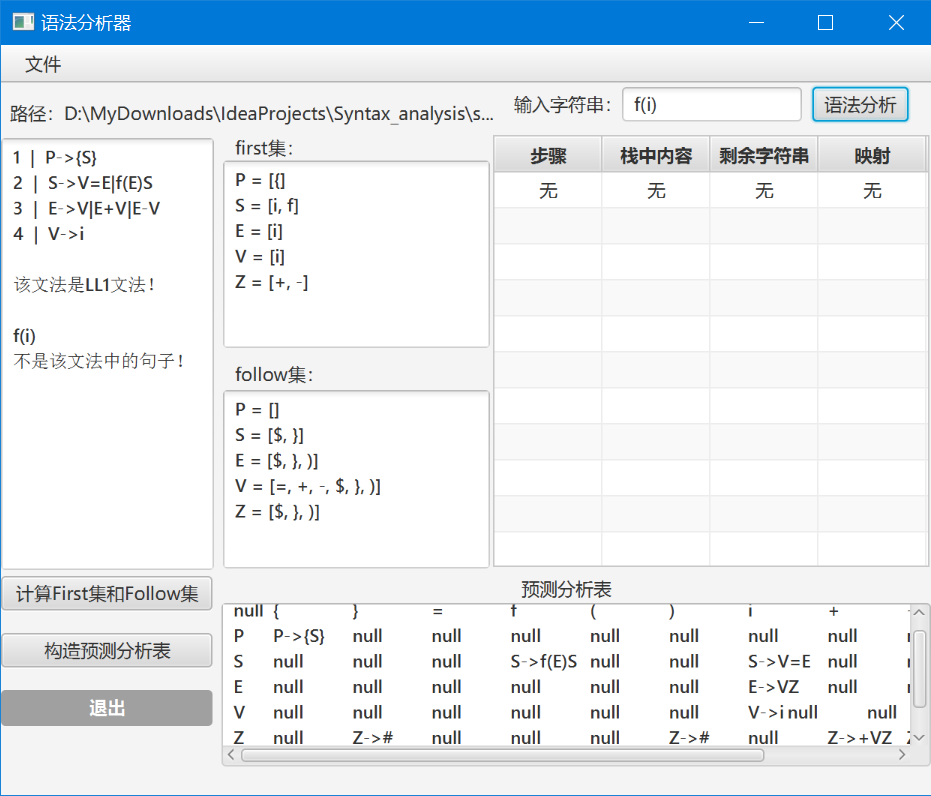 语法分析器
文件
路径：D:\MyDownloads\IdeaProjects\Syntax_analysis\s...
输入字符串：f(i) 语法分析
1 | P->{S}
2 | S->V=E|f(E)S
3 | E->V|E+V|E-V
4 | V->i
该文法是LL1文法！
f(i)
不是该文法中的句子！
first集：
P = [{]
S = [i, f]
E = [i]
V = [i]
Z = [+, -]
follow集：
P = []
S = [$, }]
E = [$, }, )]
V = [=, +, -, $, }, )]
Z = [$, }, )]
步骤 栈中内容 剩余字符串 映射
无 无 无 无
计算First集和Follow集
构造预测分析表
退出
预测分析表
null { } = f ( ) i +
P P->{S} null null null null null null null
S null null null S->f(E)S null null S->V=E null
E null null null null null null E->VZ null
V null null null null null null V->i null null
Z null Z-># null null null Z-># null Z->+VZ